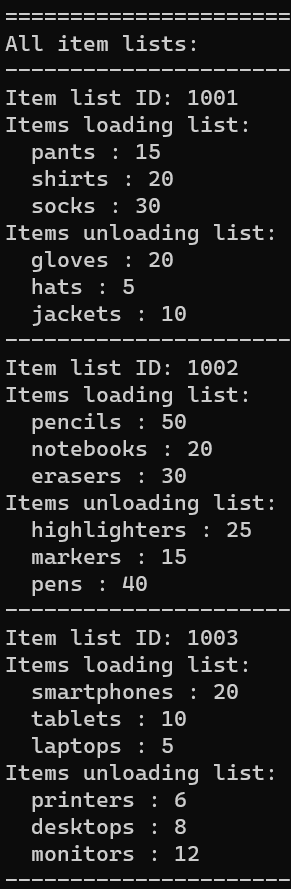 ======================
All item lists:
----------------------
Item list ID: 1001
Items loading list:
  pants : 15
  shirts : 20
  socks : 30
Items unloading list:
  gloves : 20
  hats : 5
  jackets : 10
----------------------
Item list ID: 1002
Items loading list:
  pencils : 50
  notebooks : 20
  erasers : 30
Items unloading list:
  highlighters : 25
  markers : 15
  pens : 40
----------------------
Item list ID: 1003
Items loading list:
  smartphones : 20
  tablets : 10
  laptops : 5
Items unloading list:
  printers : 6
  desktops : 8
  monitors : 12
----------------------